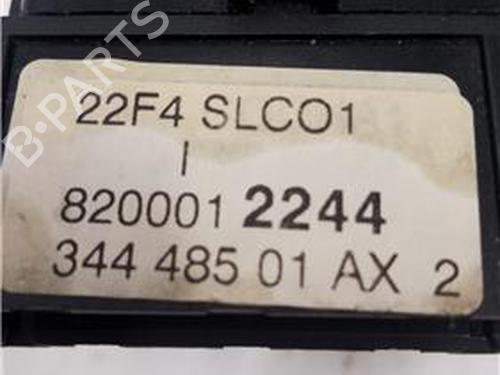 B-PARTS
22F4 SLCO1
I
820001 2244
344 485 01 AX 2